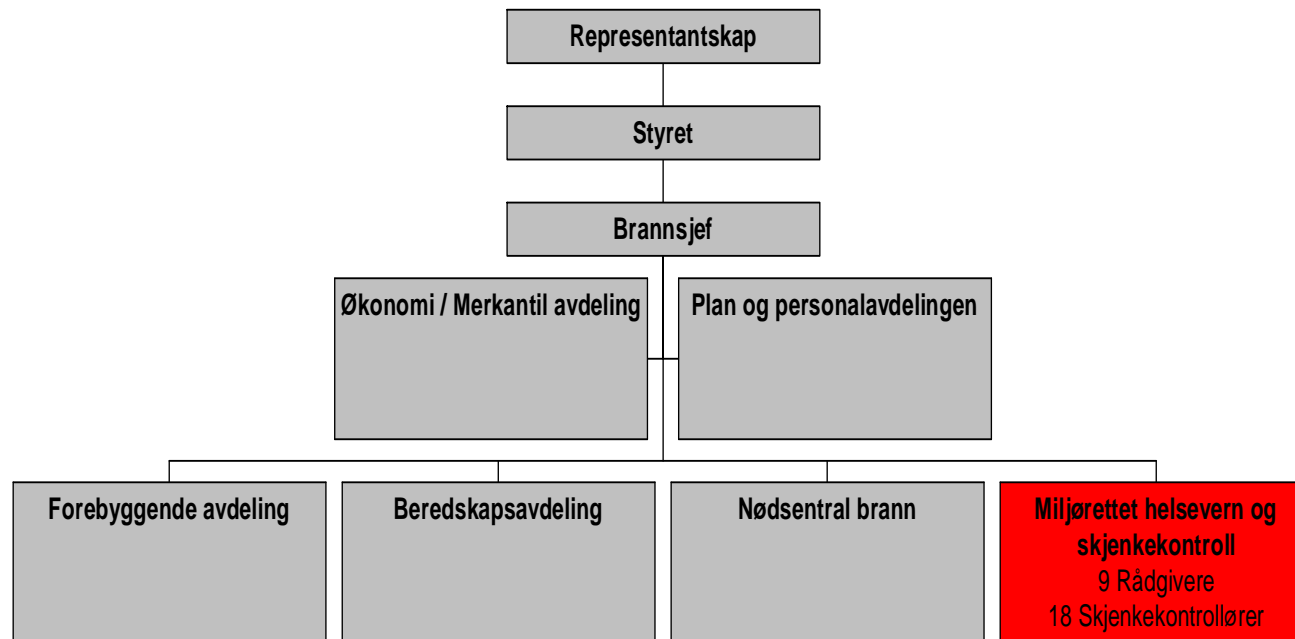 Representantskap
Styret
Brannsjef
Økonomi / Merkantil avdeling
Plan og personalavdelingen
Forebyggende avdeling
Beredskapsavdeling
Nødsentral brann
Miljørettet helsevern og
skjenkekontroll
9 Rådgivere
18 Skjenkekontrollører